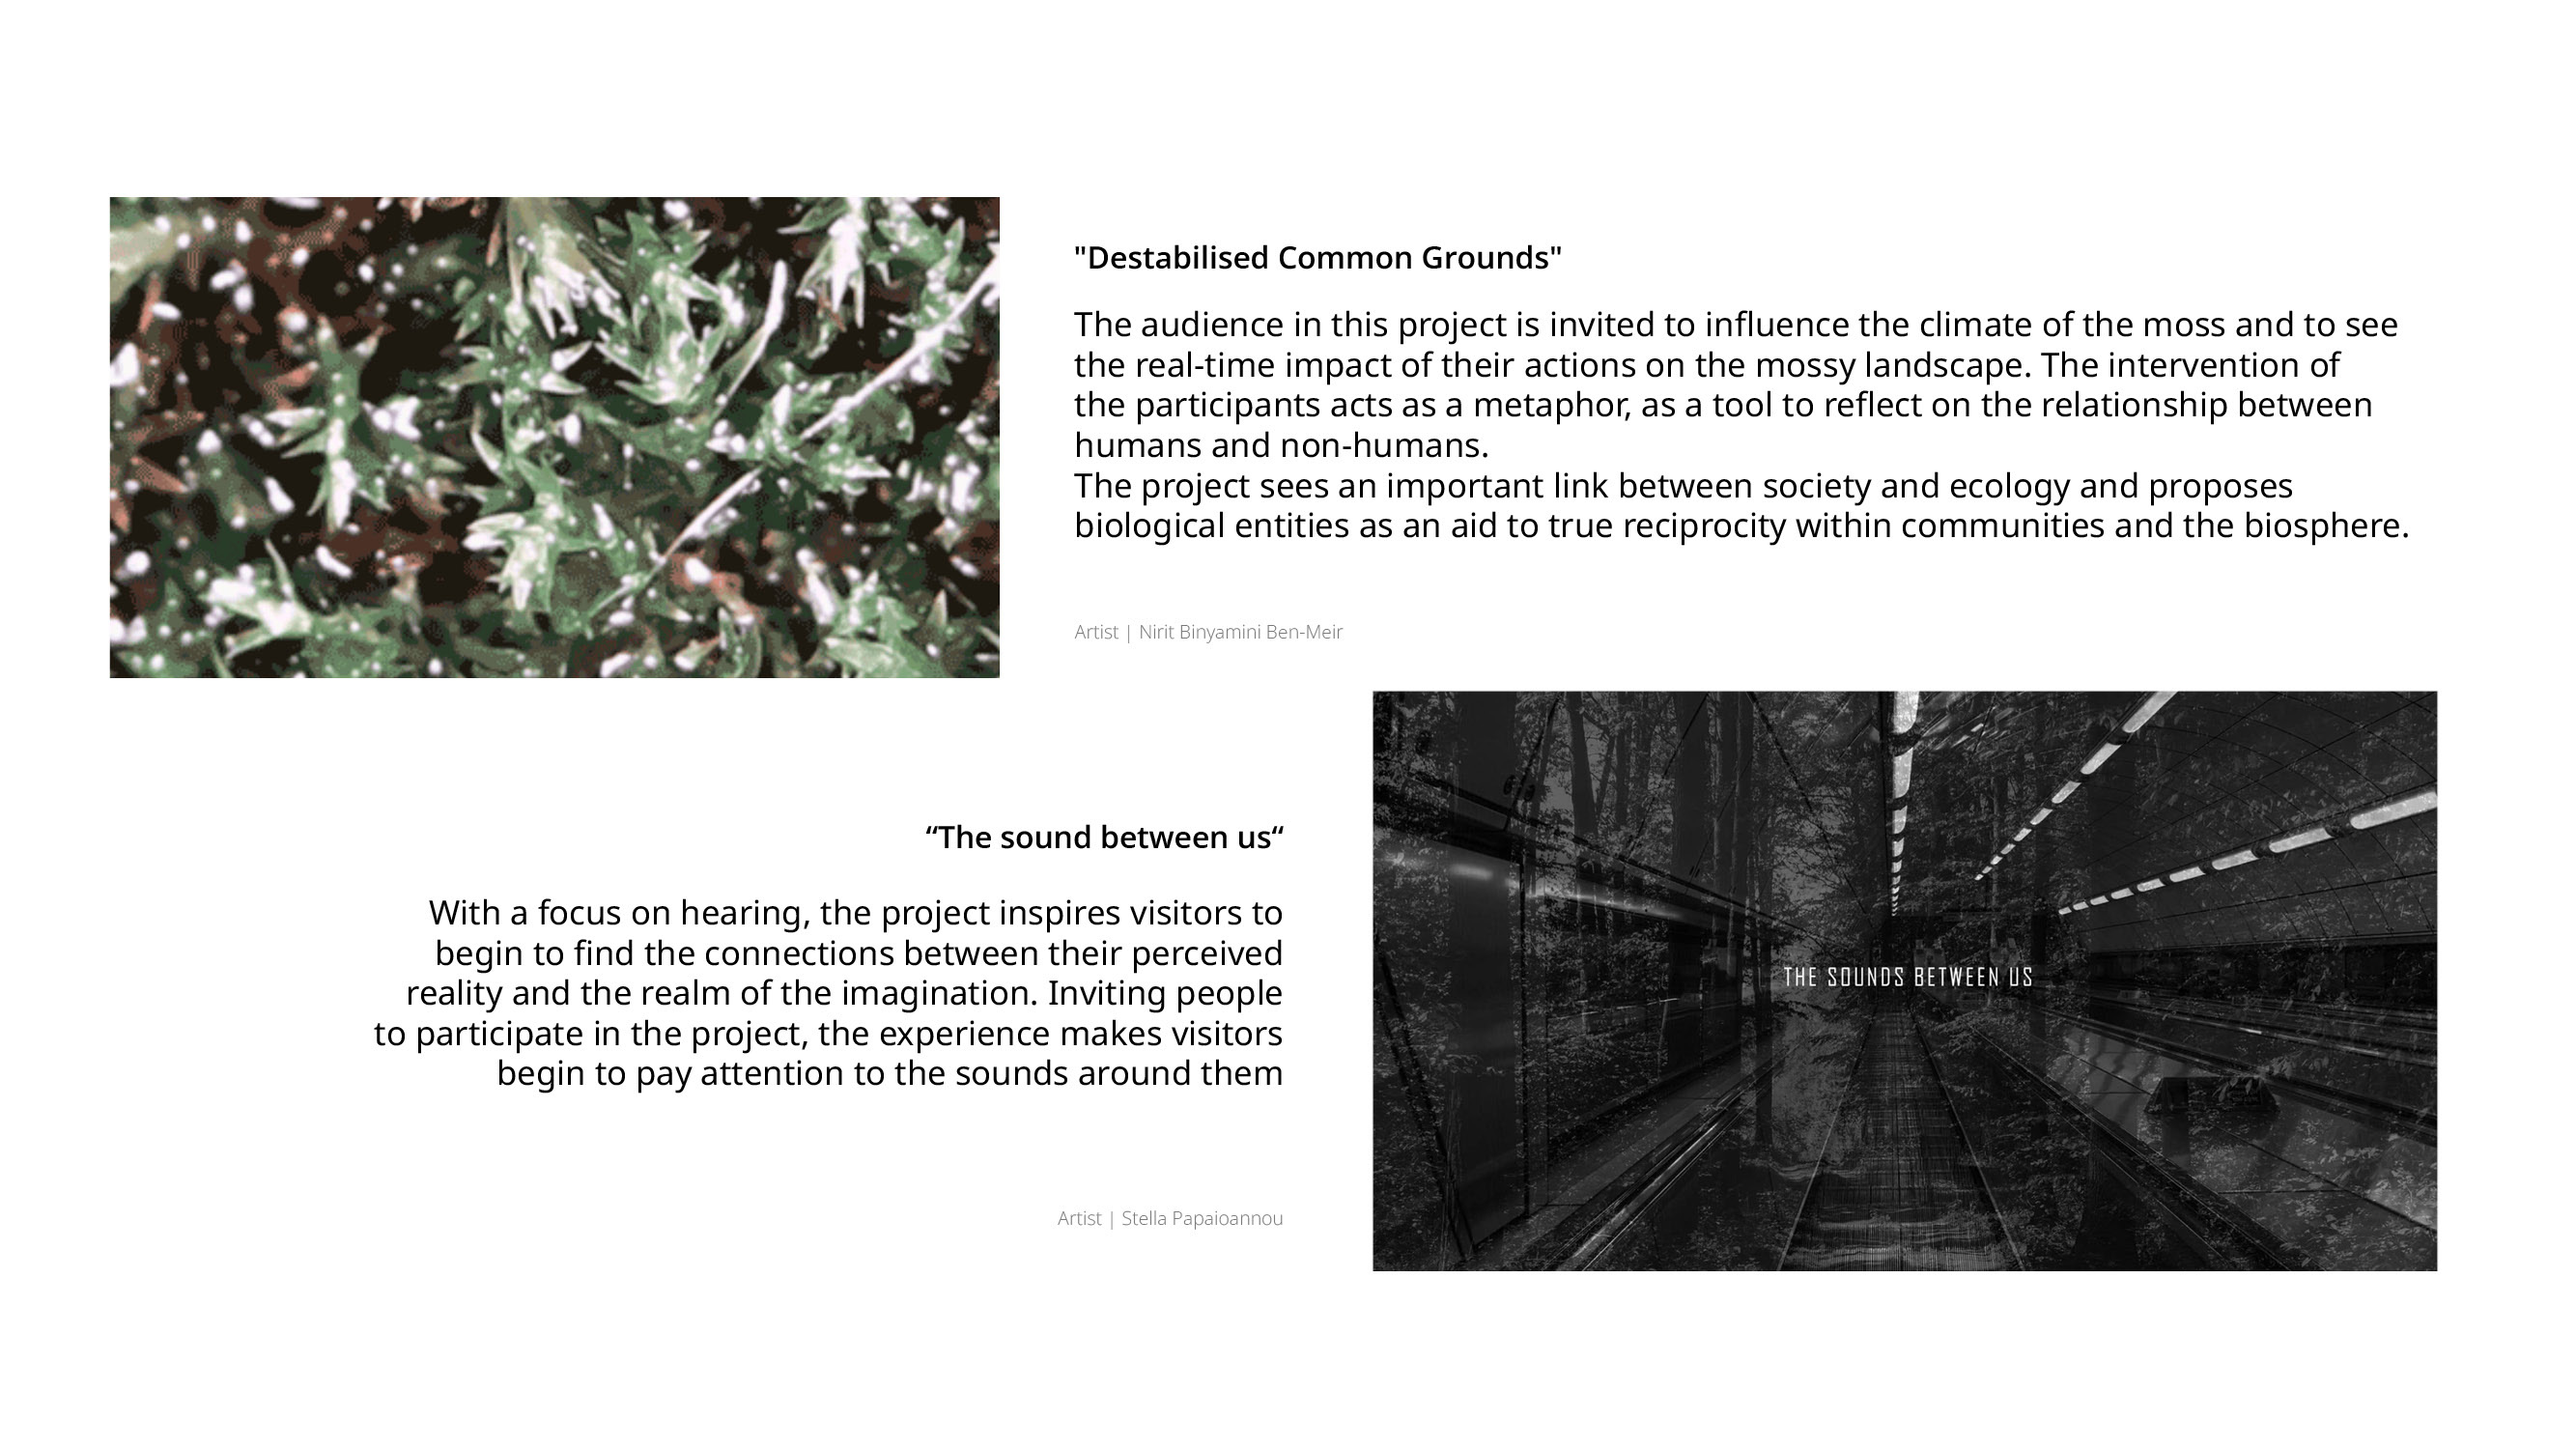 "Destabilised Common Grounds"
The audience in this project is invited to influence the climate of the moss and to see
the real-time impact of their actions on the mossy landscape. The intervention of
the participants acts as a metaphor, as a tool to reflect on the relationship between
humans and non-humans.
The project sees an important link between society and ecology and proposes
biological entities as an aid to true reciprocity within communities and the biosphere.
Artist | Nirit Binyamini Ben-Meir
“The sound between us“
With a focus on hearing, the project inspires visitors to
begin to find the connections between their perceived
reality and the realm of the imagination. Inviting people
to participate in the project, the experience makes visitors
begin to pay attention to the sounds around them
Artist | Stella Papaioannou
THE SOUNDS BETWEEN US